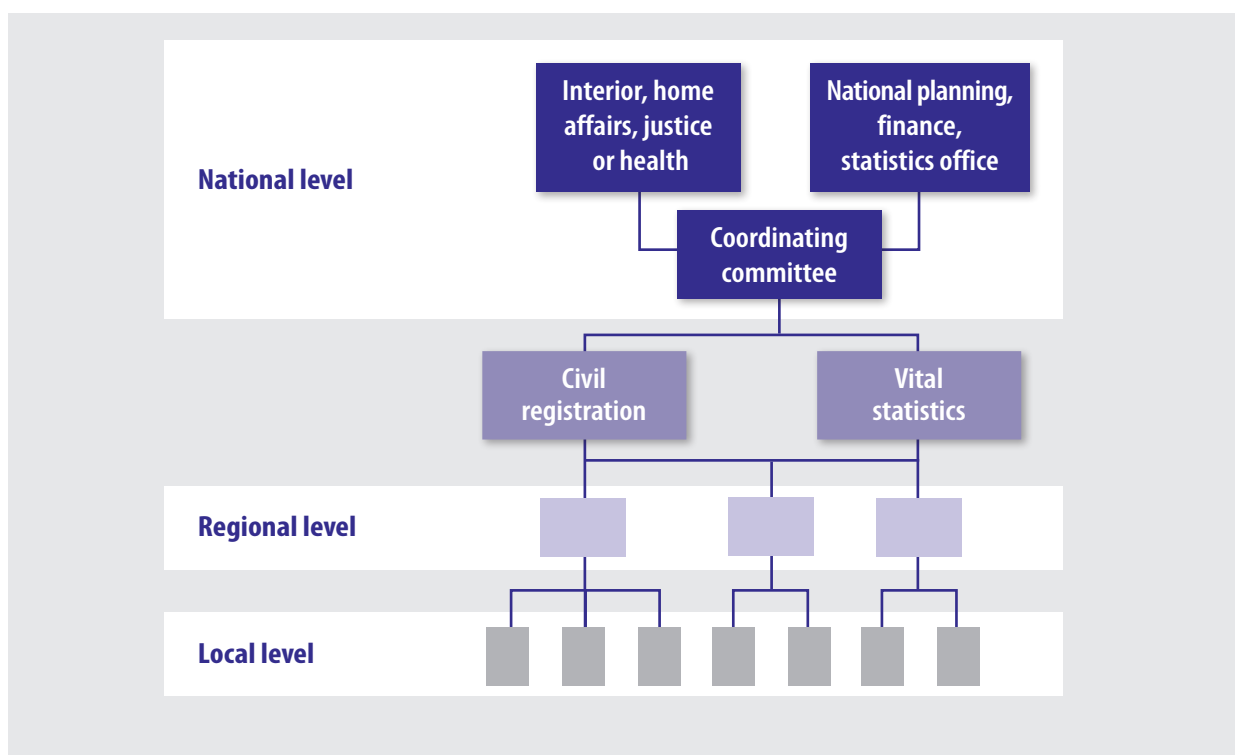 Interior, home
affairs, justice
or health
National planning,
finance,
statistics office
National level
Coordinating
committee
Civil
registration
Vital
statistics
Regional level
Local level